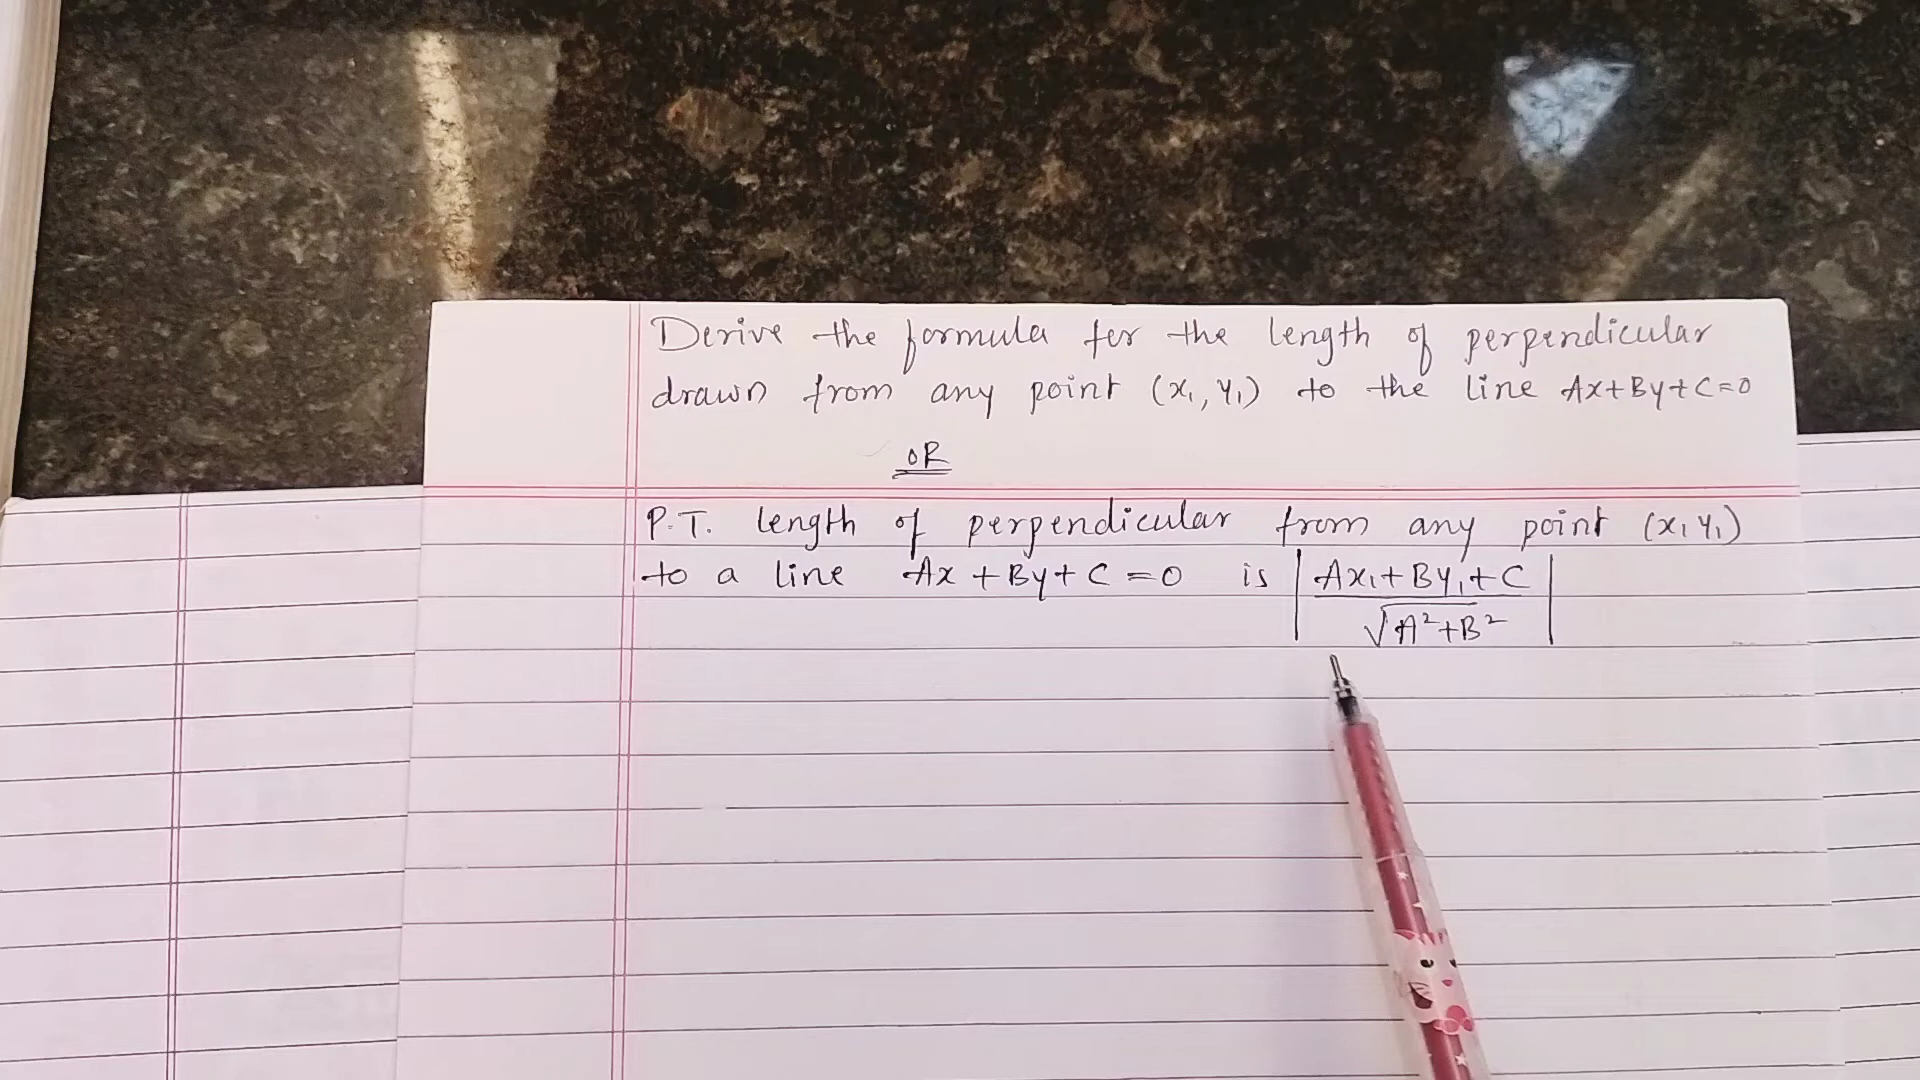 Derive the formula for the length of perpendicular
drawn from any point (x₁, y₁) to the line Ax+By+C=0
OR
P.T. length of perpendicular from any point (x₁ y₁)
to a line Ax + By + C = 0 is | Ax₁ + By₁ + C
√A²+B² |